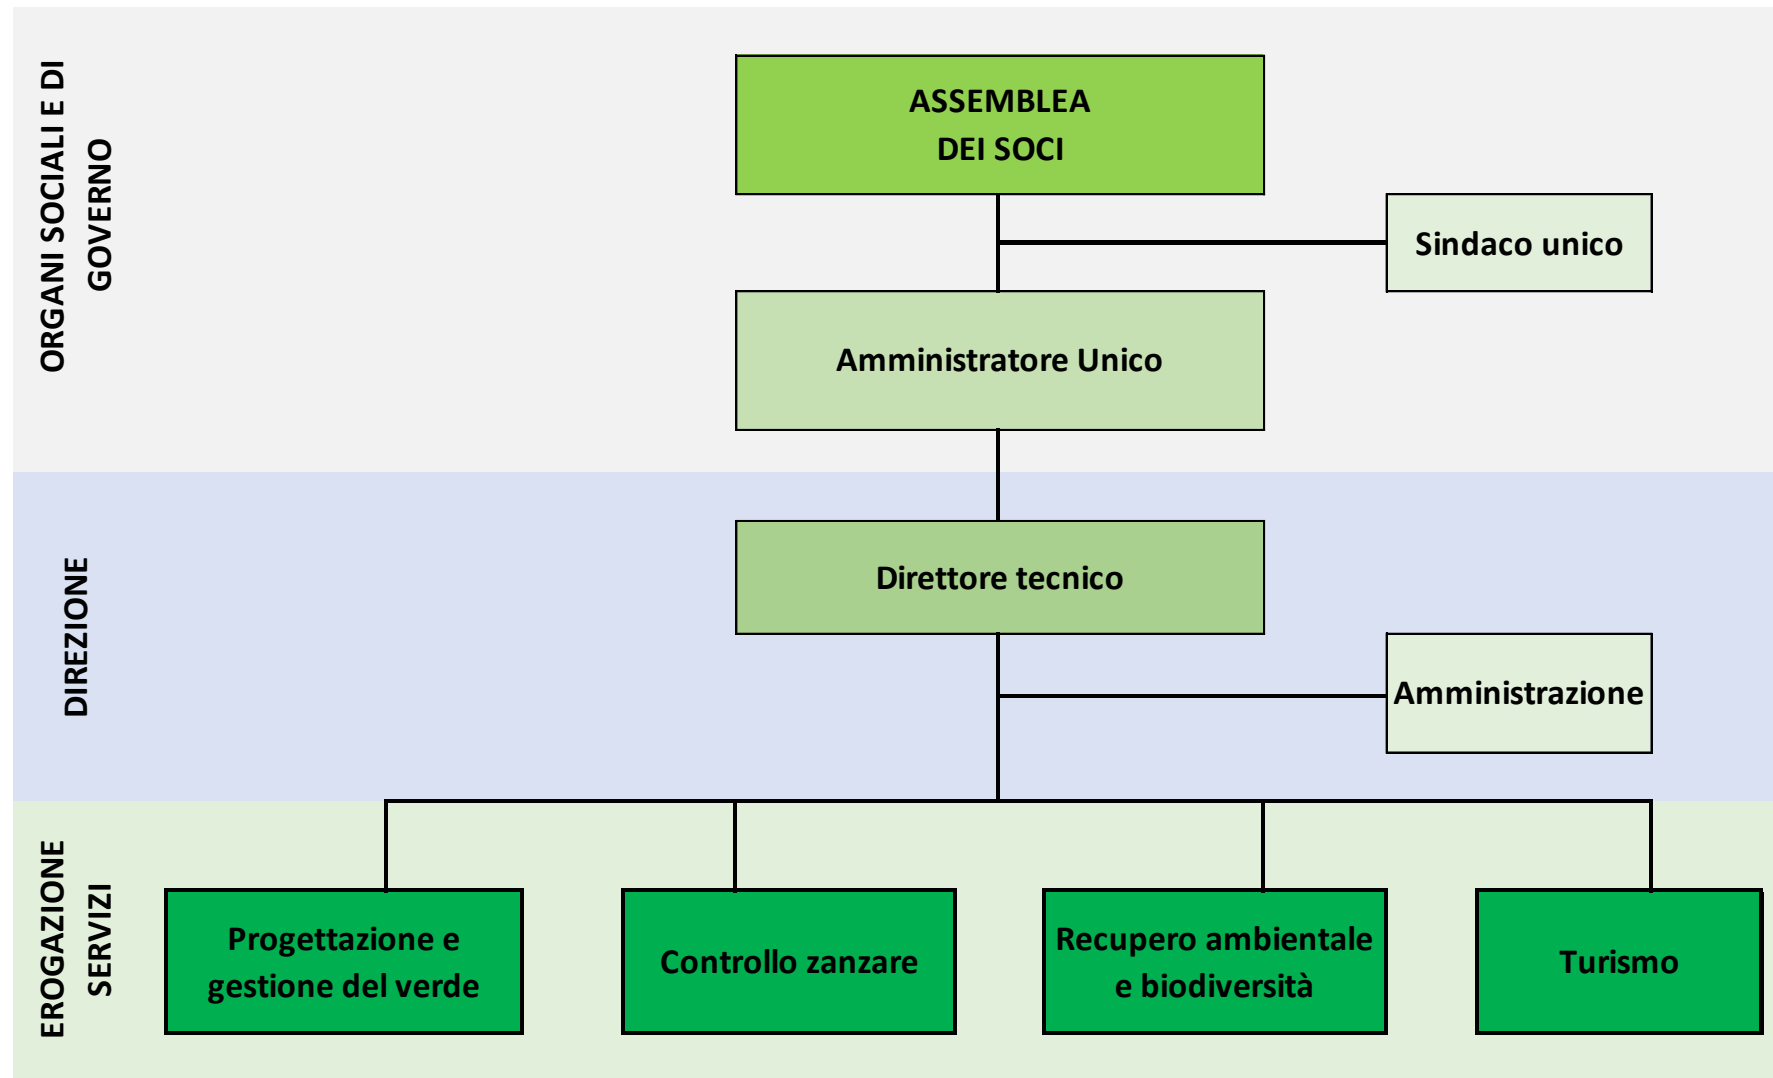 ORGANI SOCIALI E DI
GOVERNO
ASSEMBLEA
DEI SOCI
Sindaco unico
Amministratore Unico
DIREZIONE
Direttore tecnico
Amministrazione
EROGAZIONE
SERVIZI
Progettazione e
gestione del verde
Controllo zanzare
Recupero ambientale
e biodiversità
Turismo